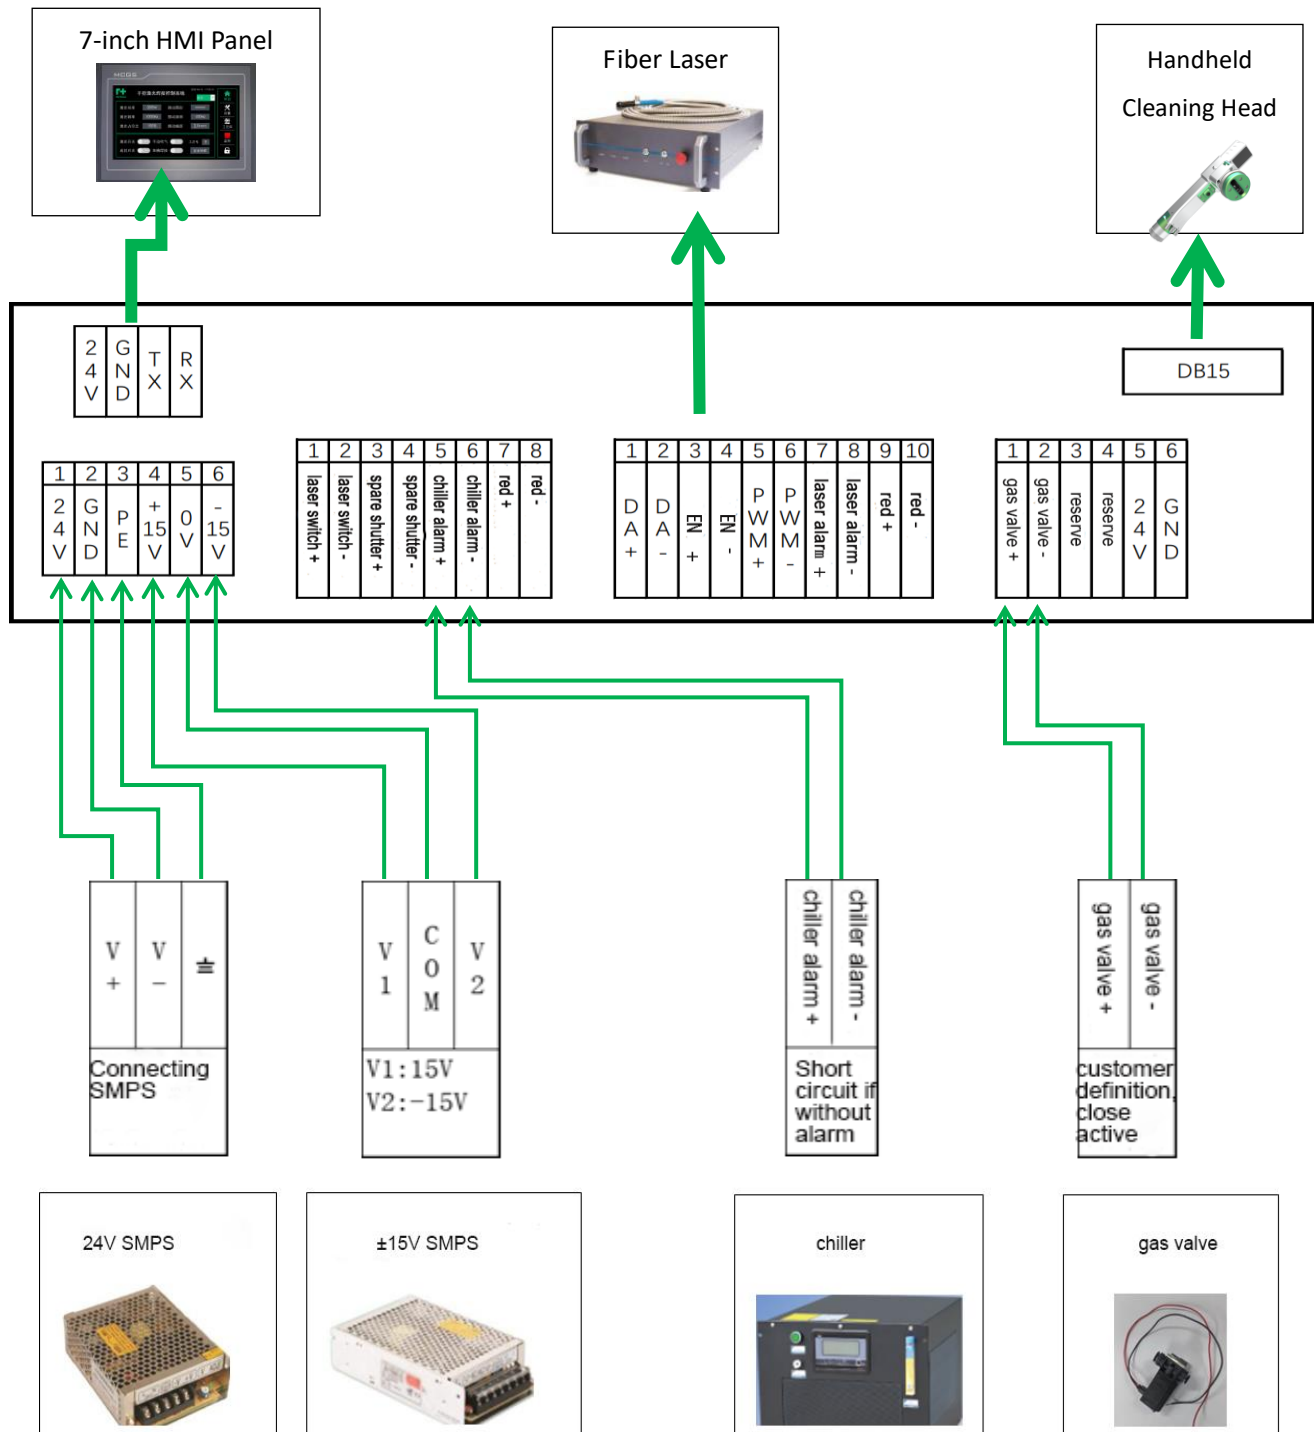 7-inch HMI Panel
Fiber Laser
Handheld
Cleaning Head
24V
GND
TX
RX
DB15
1 2 3 4 5 6
24V
GND
PE
+15V
0V
-15V
1 2 3 4 5 6 7 8
laser switch +
laser switch -
spare shutter +
spare shutter -
chiller alarm +
chiller alarm -
red +
red -
1 2 3 4 5 6 7 8 9 10
DA+
DA-
EN +
EN -
PWM+
PWM-
laser alarm +
laser alarm -
red +
red -
1 2 3 4 5 6
gas valve +
gas valve -
reserve
reserve
24V
GND
V+
V-
Connecting
SMPS
V1
COM
V2
V1:15V
V2:-15V
chiller alarm +
chiller alarm -
Short
circuit if
without
alarm
gas valve +
gas valve -
customer
definition,
close
active
24V SMPS
±15V SMPS
chiller
gas valve